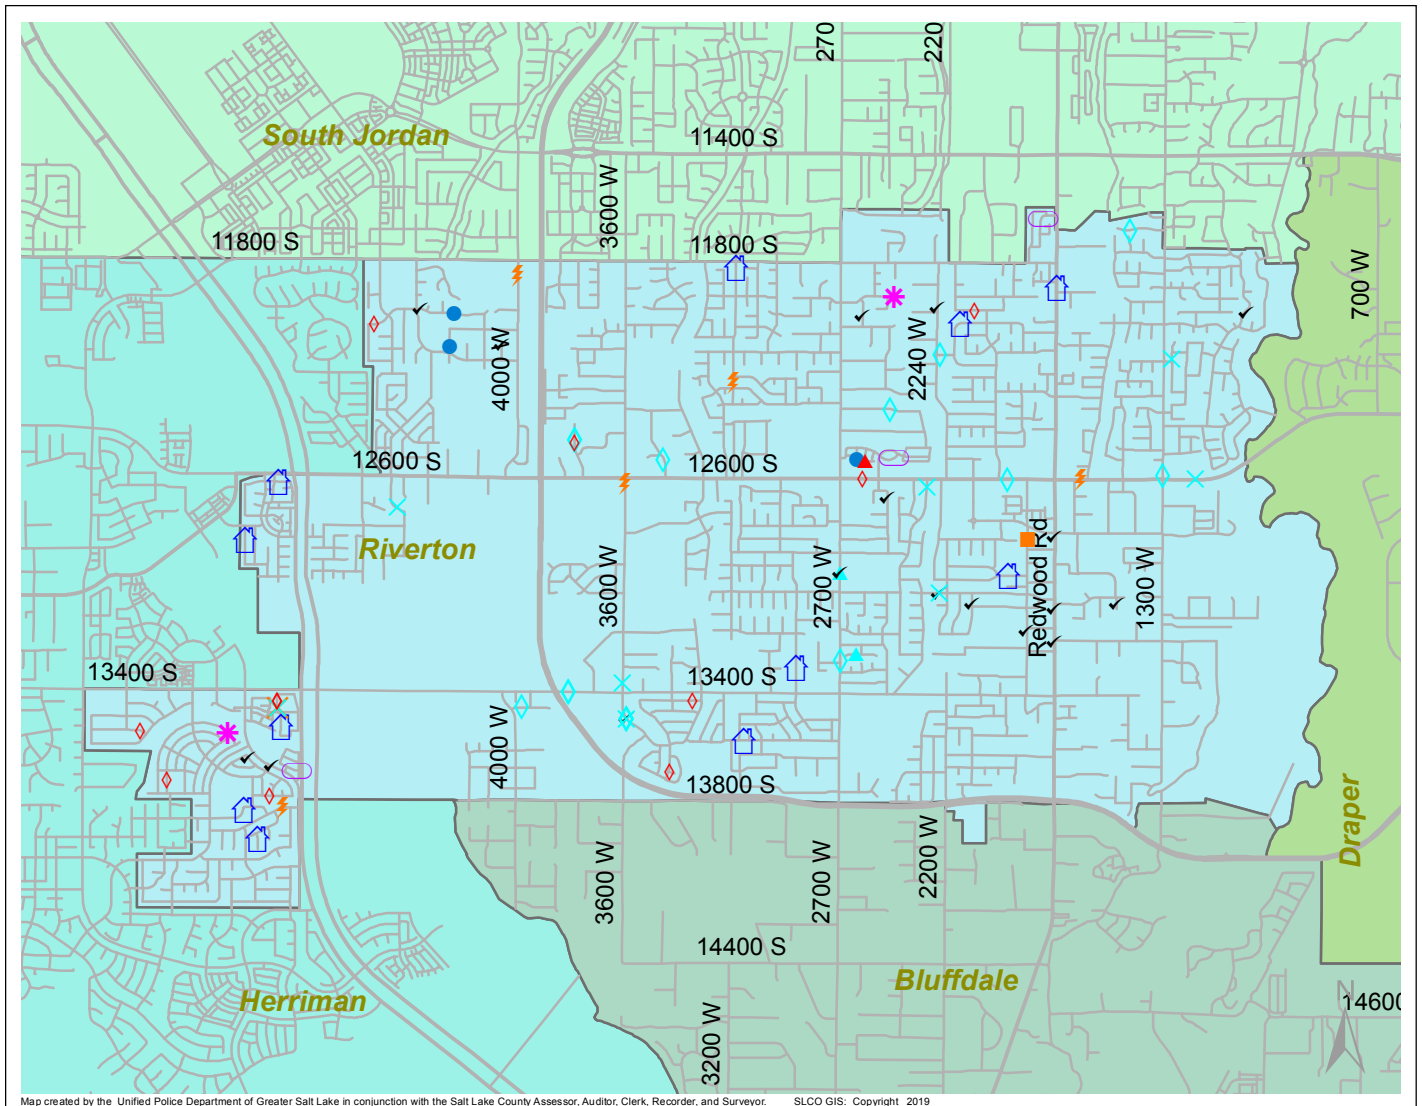 270
220
South Jordan
11400 S
3600 W
11800 S
11800 S
700 W
2240 W
4000 W
12600 S
12600 S
Riverton
Redwood Rd
3600 W
2700 W
1300 W
13400 S
13400 S
4000 W
13800 S
Draper
3600 W
2700 W
2200 W
14400 S
Bluffdale
Herriman
14600
3200 W
Map created by the Unified Police Department of Greater Salt Lake in conjunction with the Salt Lake County Assessor, Auditor, Clerk, Recorder, and Surveyor. SLCO GIS: Copyright 2019